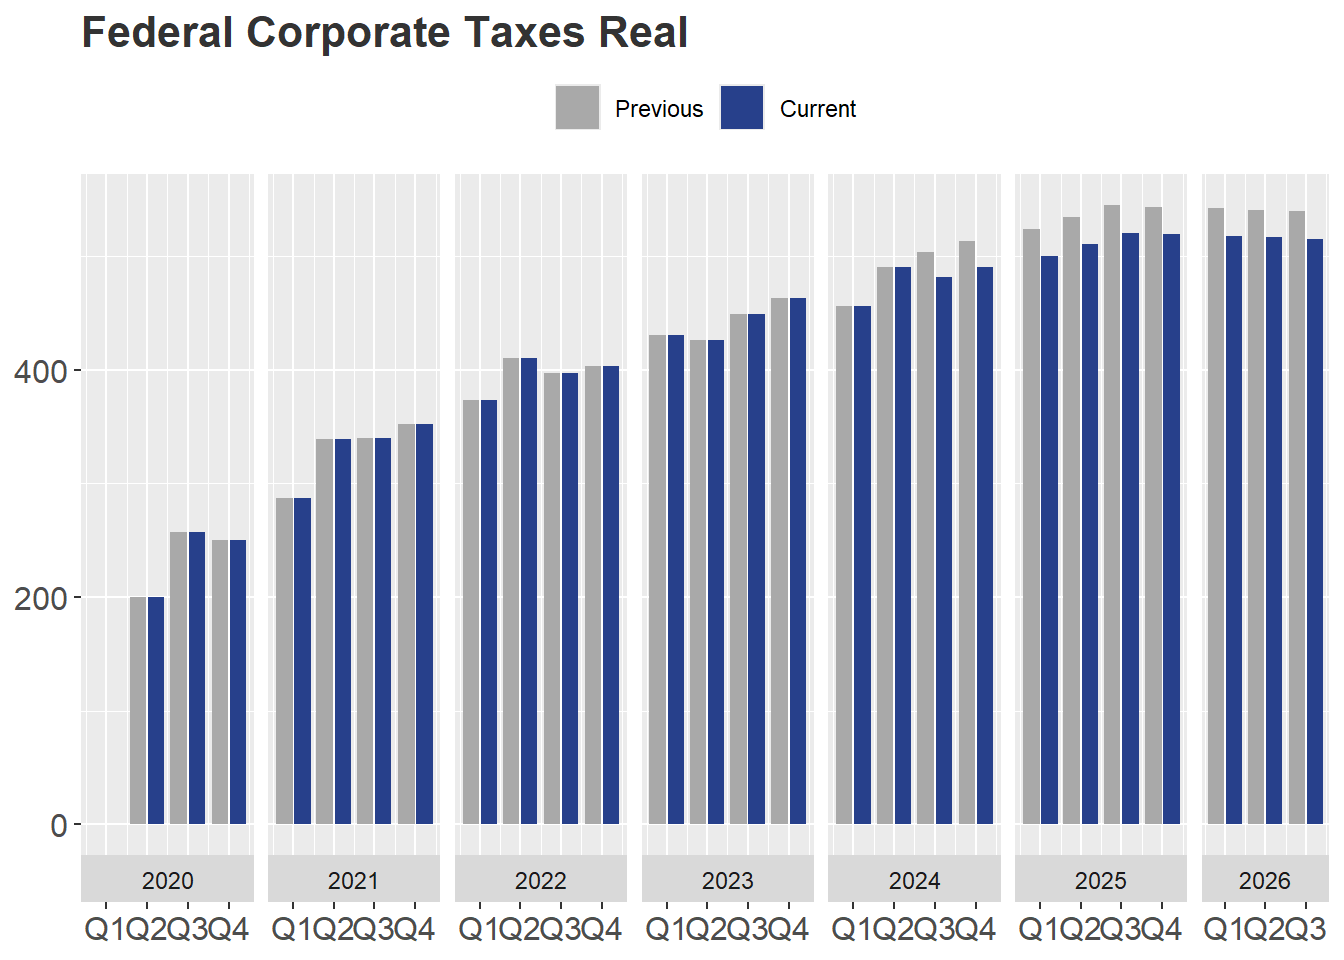 Federal Corporate Taxes Real
Previous Current
400
200
0
2020 2021 2022 2023 2024 2025 2026
Q1Q2Q3Q4 Q1Q2Q3Q4 Q1Q2Q3Q4 Q1Q2Q3Q4 Q1Q2Q3Q4 Q1Q2Q3Q4 Q1Q2Q3